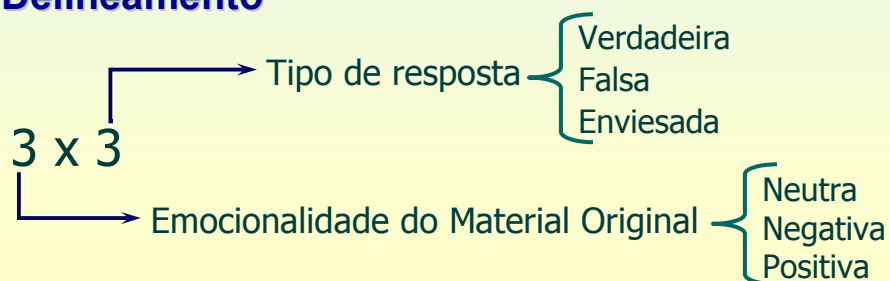 Delineamento
Tipo de resposta
Verdadeira
Falsa
Enviesada
3 x 3
Emocionalidade do Material Original
Neutra
Negativa
Positiva